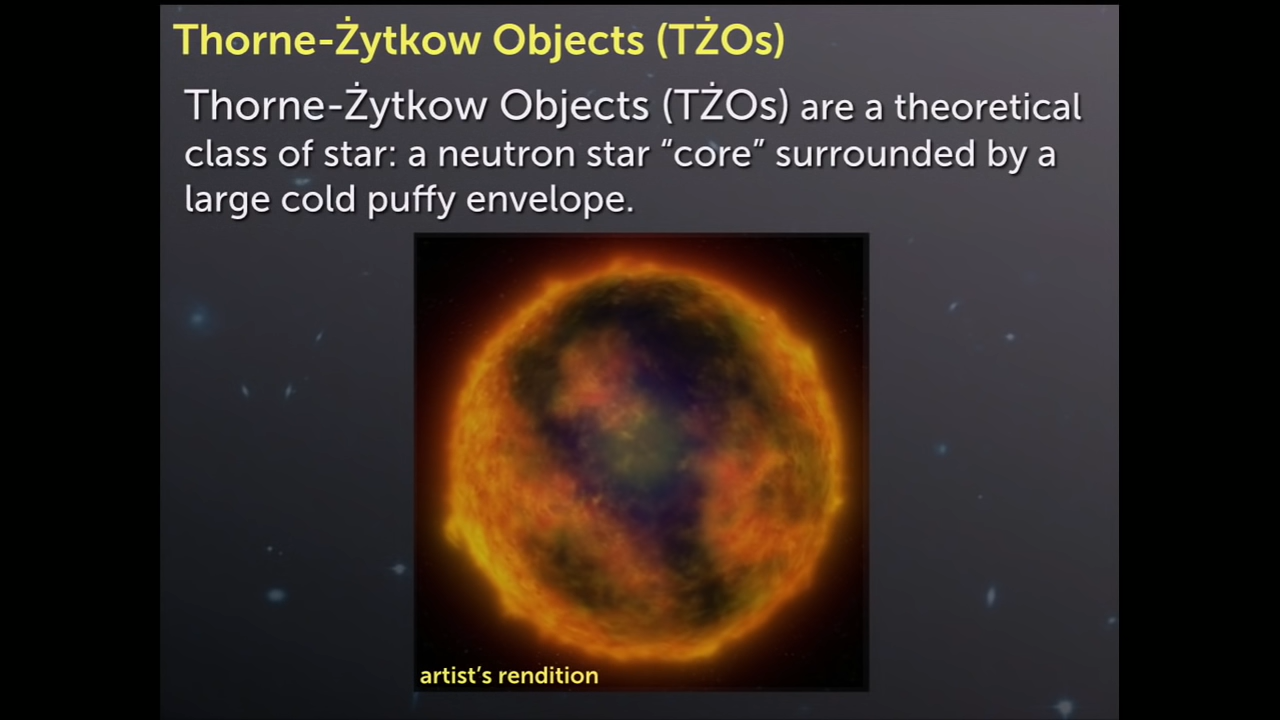 Thorne-Żytkow Objects (TŻOs)
Thorne-Żytkow Objects (TŻOs) are a theoretical
class of star: a neutron star “core” surrounded by a
large cold puffy envelope.
artist’s rendition